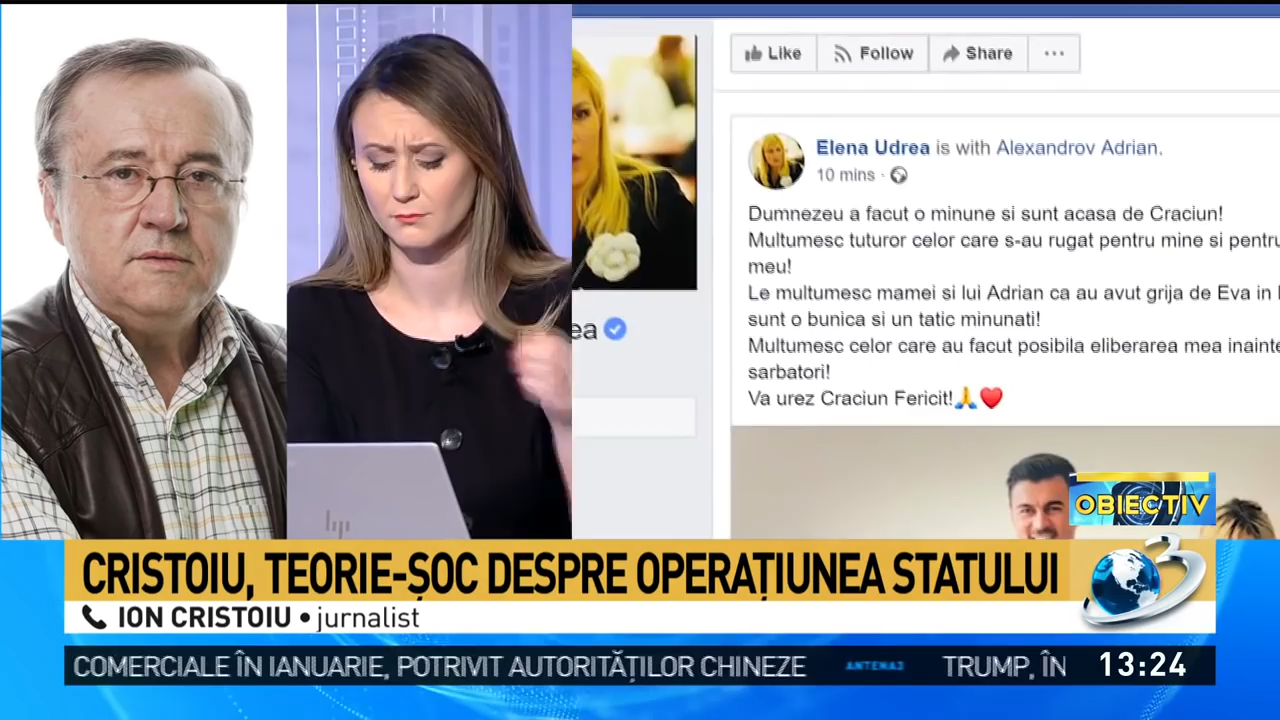 Like
Follow
Share
Elena Udrea is with Alexandrov Adrian.
10 mins ·
Dumnezeu a facut o minune si sunt acasa de Craciun!
Multumesc tuturor celor care s-au rugat pentru mine si pentru
meu!
Le multumesc mamei si lui Adrian ca au avut grija de Eva in
sunt o bunica si un tatic minunati!
Multumesc celor care au facut posibila eliberarea mea inainte
sarbatori!
Va urez Craciun Fericit!🙏❤️
ea
hp
OBIECTIV
CRISTOIU, TEORIE-ȘOC DESPRE OPERAȚIUNEA STATULUI
3
ION CRISTOIU • jurnalist
COMERCIALE ÎN IANUARIE, POTRIVIT AUTORITĂȚILOR CHINEZE ANTENA3 TRUMP, ÎN
13:24